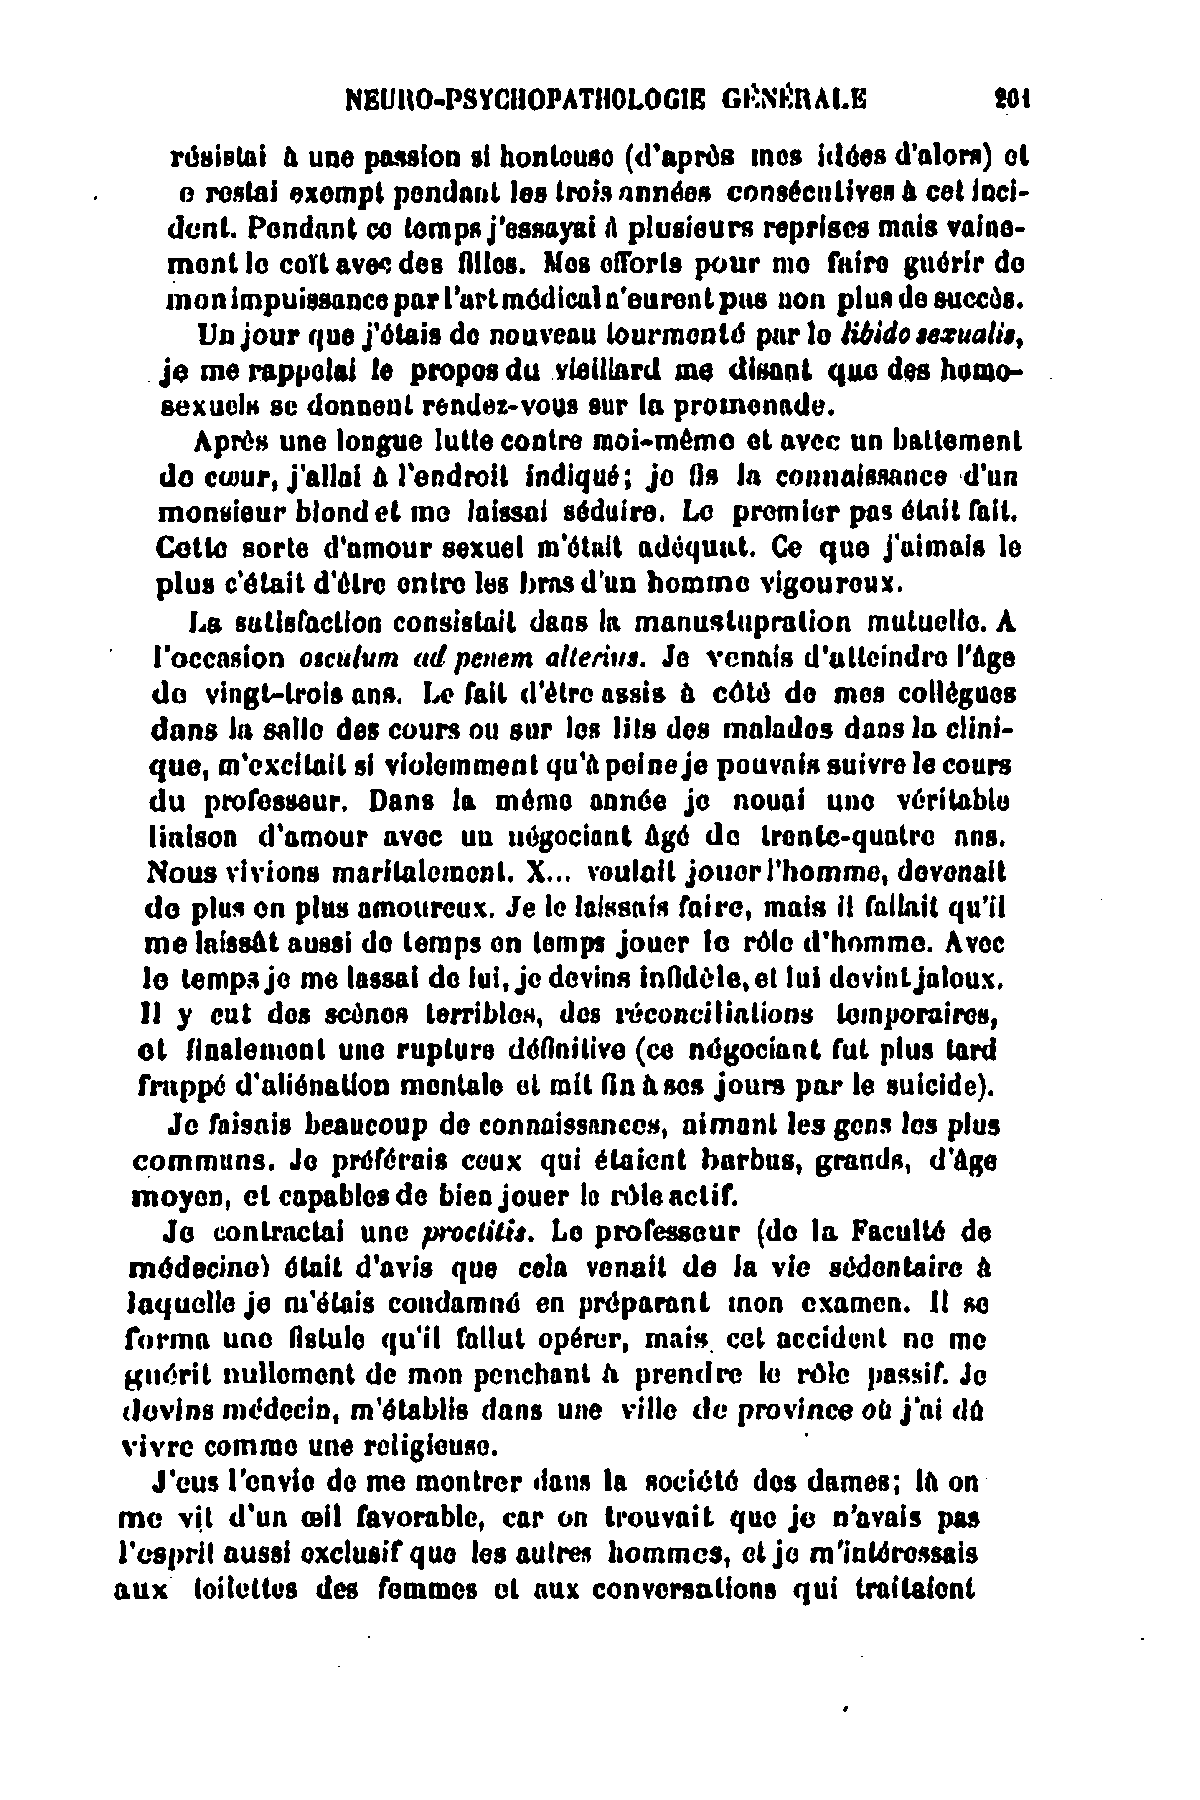 NEURO-PSYCHOPATHOLOGIE GÉNÉRALE 201
résistai à une passion si honteuse (d'après mes idées d'alors) et
e restai exempt pendant les trois années consécutives à cet inci-
dent. Pendant ce temps j'essayai à plusieurs reprises mais vaine-
ment le coït avec des filles. Mes efforts pour me faire guérir de
mon impuissance par l'art médical n'eurent pas non plus de succès.
Un jour que j'étais de nouveau tourmenté par le libido sexualis,
je me rappelai le propos du vieillard me disant que des homo-
sexuels se donnent rendez-vous sur la promenade.
Après une longue lutte contre moi-même et avec un battement
de cœur, j'allai à l'endroit indiqué; je fis la connaissance d'un
monsieur blond et me laissai séduire. Le premier pas était fait.
Cette sorte d'amour sexuel m'était adéquat. Ce que j'aimais le
plus c'était d'être entre les bras d'un homme vigoureux.
La satisfaction consistait dans la manustupration mutuelle. A
l'occasion osculum ad penem alterius. Je venais d'atteindre l'âge
de vingt-trois ans. Le fait d'être assis à côté de mes collègues
dans la salle des cours ou sur les lits des malades dans la clini-
que, m'excitait si violemment qu'à peine je pouvais suivre le cours
du professeur. Dans la même année je nouai une véritable
liaison d'amour avec un négociant âgé de trente-quatre ans.
Nous vivions maritalement. X... voulait jouer l'homme, devenait
de plus en plus amoureux. Je le laissais faire, mais il fallait qu'il
me laissât aussi de temps en temps jouer le rôle d'homme. Avec
le temps je me lassai de lui, je devins infidèle, et lui devint jaloux.
Il y eut des scènes terribles, des réconciliations temporaires,
et finalement une rupture définitive (ce négociant fut plus tard
frappé d'aliénation mentale et mit fin à ses jours par le suicide).
Je faisais beaucoup de connaissances, aimant les gens les plus
communs. Je préférais ceux qui étaient barbus, grands, d'âge
moyen, et capables de bien jouer le rôle actif.
Je contractai une proctitis. Le professeur (de la Faculté de
médecine) était d'avis que cela venait de la vie sédentaire à
laquelle je m'étais condamné en préparant mon examen. Il se
forma une fistule qu'il fallut opérer, mais cet accident ne me
guérit nullement de mon penchant à prendre le rôle passif. Je
devins médecin, m'établis dans une ville de province où j'ai dû
vivre comme une religieuse.
J'eus l'envie de me montrer dans la société des dames; là on
me vit d'un œil favorable, car on trouvait que je n'avais pas
l'esprit aussi exclusif que les autres hommes, et je m'intéressais
aux toilettes des femmes et aux conversations qui traitaient